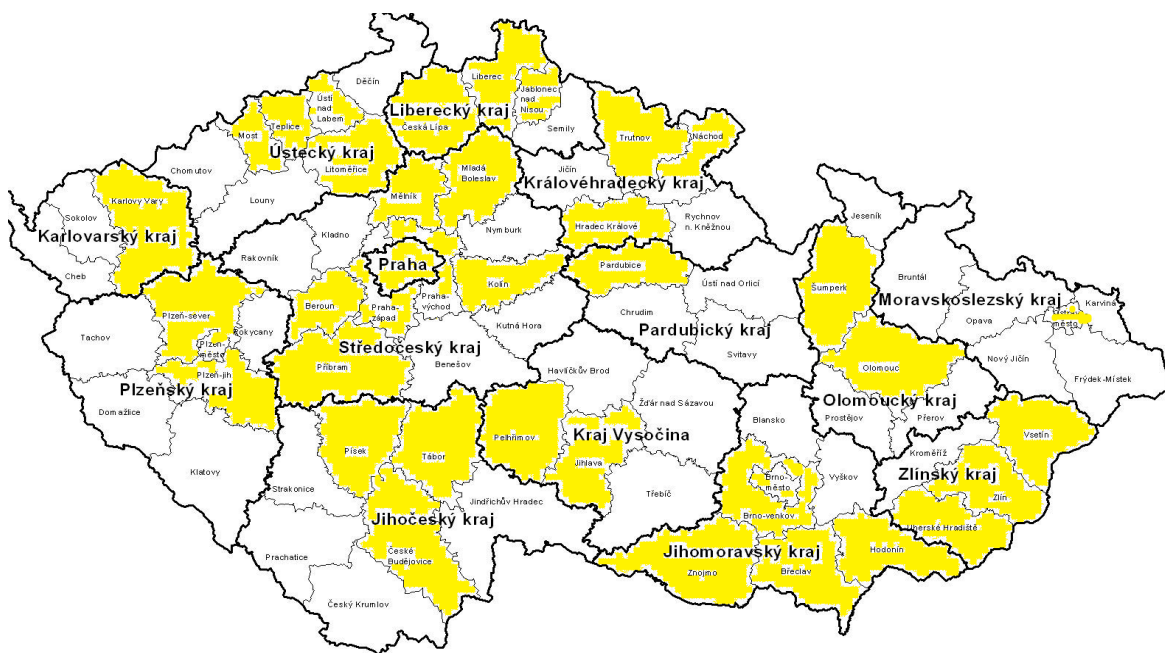 Děčín
Liberec
Ústí
nad
Labem
Jablonec
nad
Nisou
Liberecký kraj
Teplice
Česká Lípa
Semily
Trutnov
Náchod
Most
Ústecký kraj
Chomutov
Litoměřice
Mladá
Boleslav
Jičín
Královéhradecký kraj
Karlovy Vary
Louny
Mělník
Sokolov
Karlovarský kraj
Kladno
Nymburk
Hradec Králové
Rychnov
n. Kněžnou
Jeseník
Cheb
Rakovník
Praha
Pardubice
Kolín
Ústí nad Orlicí
Šumperk
Bruntál
Moravskoslezský kraj
Karviná
město
Opava
Plzeň-sever
Beroun
Praha-
západ
Praha-
východ
Chrudim
Pardubický kraj
Kutná Hora
Tachov
Rokycany
Plzeň-
město
Středočeský kraj
Svitavy
Nový Jičín
Příbram
Benešov
Havlíčkův Brod
Olomouc
Frýdek-Místek
Plzeň-jih
Plzeňský kraj
Domažlice
Žďár nad Sázavou
Olomoucký kraj
Prostějov
Přerov
Blansko
Pelhřimov
Kraj Vysočina
Vsetín
Písek
Tábor
Jihlava
Kroměříž
Klatovy
Zlínský kraj
Brno-
město
Vyškov
Strakonice
Jindřichův Hradec
Třebíč
Zlín
Jihočeský kraj
Brno-venkov
Uherské Hradiště
Prachatice
České
Budějovice
Jihomoravský kraj
Hodonín
Znojmo
Břeclav
Český Krumlov